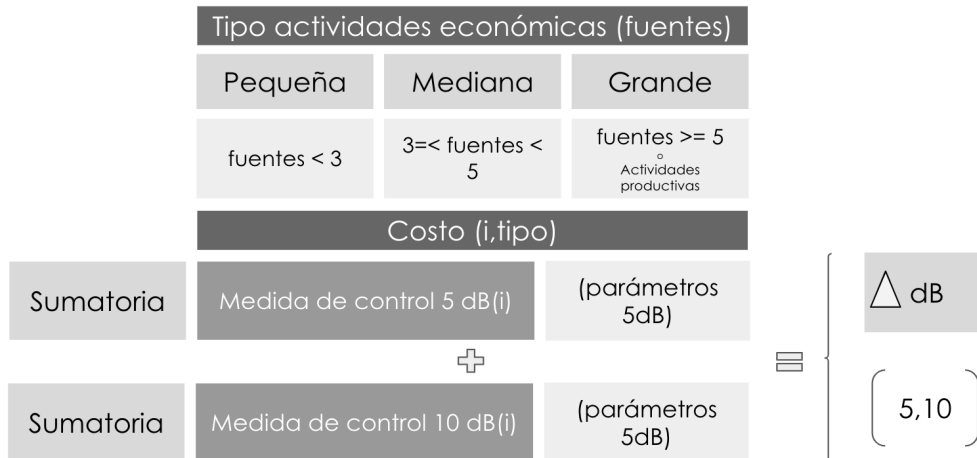 Tipo actividades económicas (fuentes)
Pequeña
Mediana
Grande
fuentes < 3
3=< fuentes <
5
fuentes >= 5
o
Actividades
productivas
Costo (i,tipo)
Sumatoria
Medida de control 5 dB(i)
(parámetros
5dB)
Sumatoria
Medida de control 10 dB(i)
(parámetros
5dB)
=
△ dB
5,10